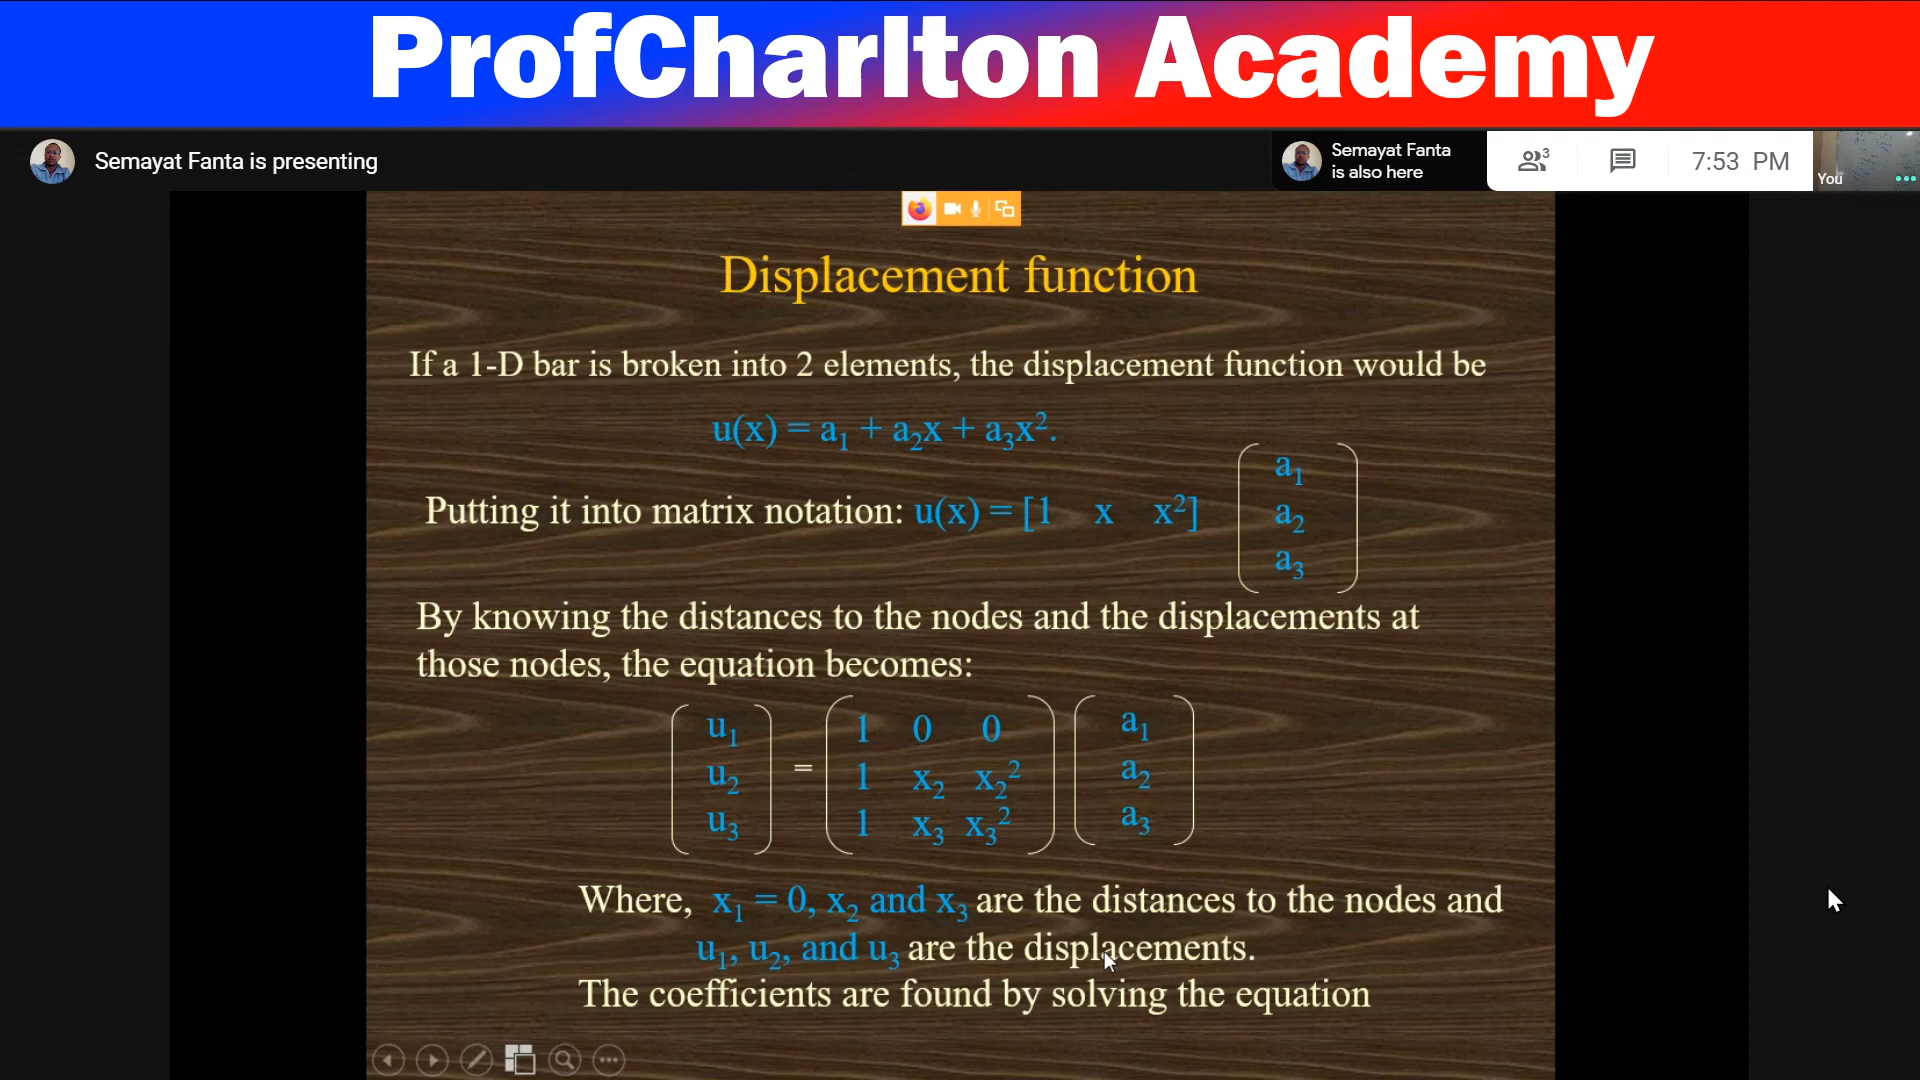 ProfCharlton Academy
Semayat Fanta is presenting
Semayat Fanta
is also here
3
7:53 PM
You
Displacement function
If a 1-D bar is broken into 2 elements, the displacement function would be
u(x) = a₁ + a₂x + a₃x².
Putting it into matrix notation: u(x) = [1 x x²]
a₁
a₂
a₃
By knowing the distances to the nodes and the displacements at
those nodes, the equation becomes:
u₁ 1 0 0 a₁
u₂ = 1 x₂ x₂² a₂
u₃ 1 x₃ x₃² a₃
Where, x₁ = 0, x₂ and x₃ are the distances to the nodes and
u₁, u₂, and u₃ are the displacements.
The coefficients are found by solving the equation